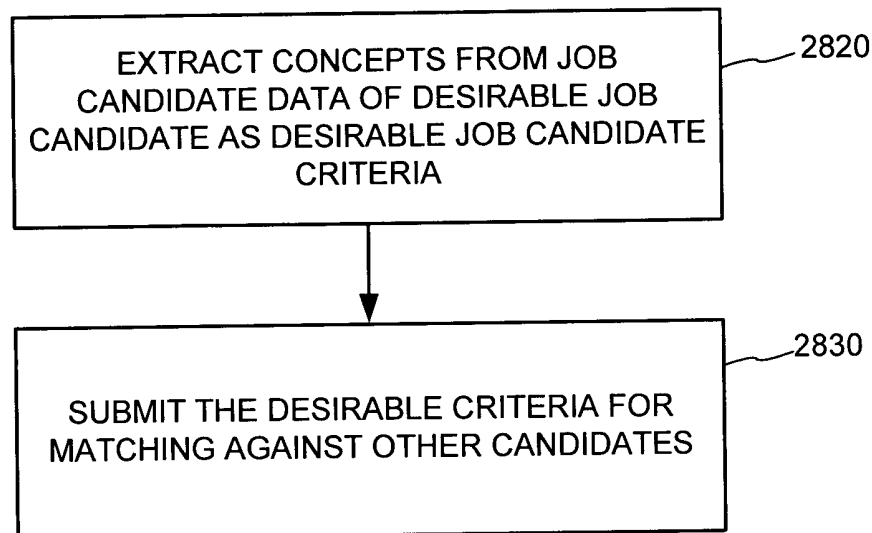 EXTRACT CONCEPTS FROM JOB
CANDIDATE DATA OF DESIRABLE JOB
CANDIDATE AS DESIRABLE JOB CANDIDATE
CRITERIA
2820
SUBMIT THE DESIRABLE CRITERIA FOR
MATCHING AGAINST OTHER CANDIDATES
2830